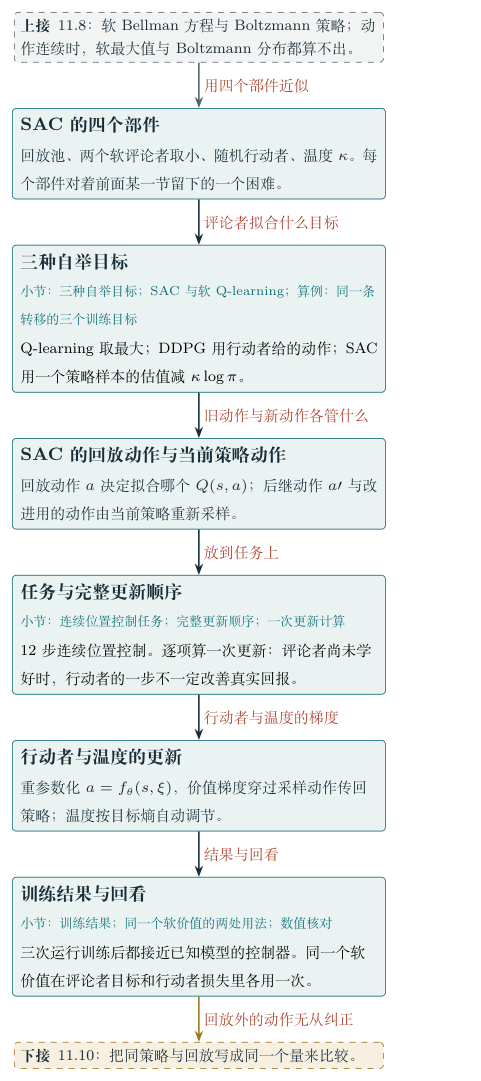 上接 11.8：软 Bellman 方程与 Boltzmann 策略；动
作连续时，软最大值与 Boltzmann 分布都算不出。
用四个部件近似
SAC 的四个部件
回放池、两个软评论者取小、随机行动者、温度 κ。每
个部件对着前面某一节留下的一个困难。
评论者拟合什么目标
三种自举目标
小节：三种自举目标；SAC 与软 Q-learning；算例：同一条
转移的三个训练目标
Q-learning 取最大；DDPG 用行动者给的动作；SAC
用一个策略样本的估值减 κ log π。
旧动作与新动作各管什么
SAC 的回放动作与当前策略动作
回放动作 a 决定拟合哪个 Q(s, a)；后继动作 a′ 与改
进用的动作由当前策略重新采样。
放到任务上
任务与完整更新顺序
小节：连续位置控制任务；完整更新顺序；一次更新计算
12 步连续位置控制。逐项算一次更新：评论者尚未学
好时，行动者的一步不一定改善真实回报。
行动者与温度的梯度
行动者与温度的更新
重参数化 a = fθ(s, ξ)，价值梯度穿过采样动作传回
策略；温度按目标熵自动调节。
结果与回看
训练结果与回看
小节：训练结果；同一个软价值的两处用法；数值核对
三次运行训练后都接近已知模型的控制器。同一个软
价值在评论者目标和行动者损失里各用一次。
回放外的动作无从纠正
下接 11.10：把同策略与回放写成同一个量来比较。